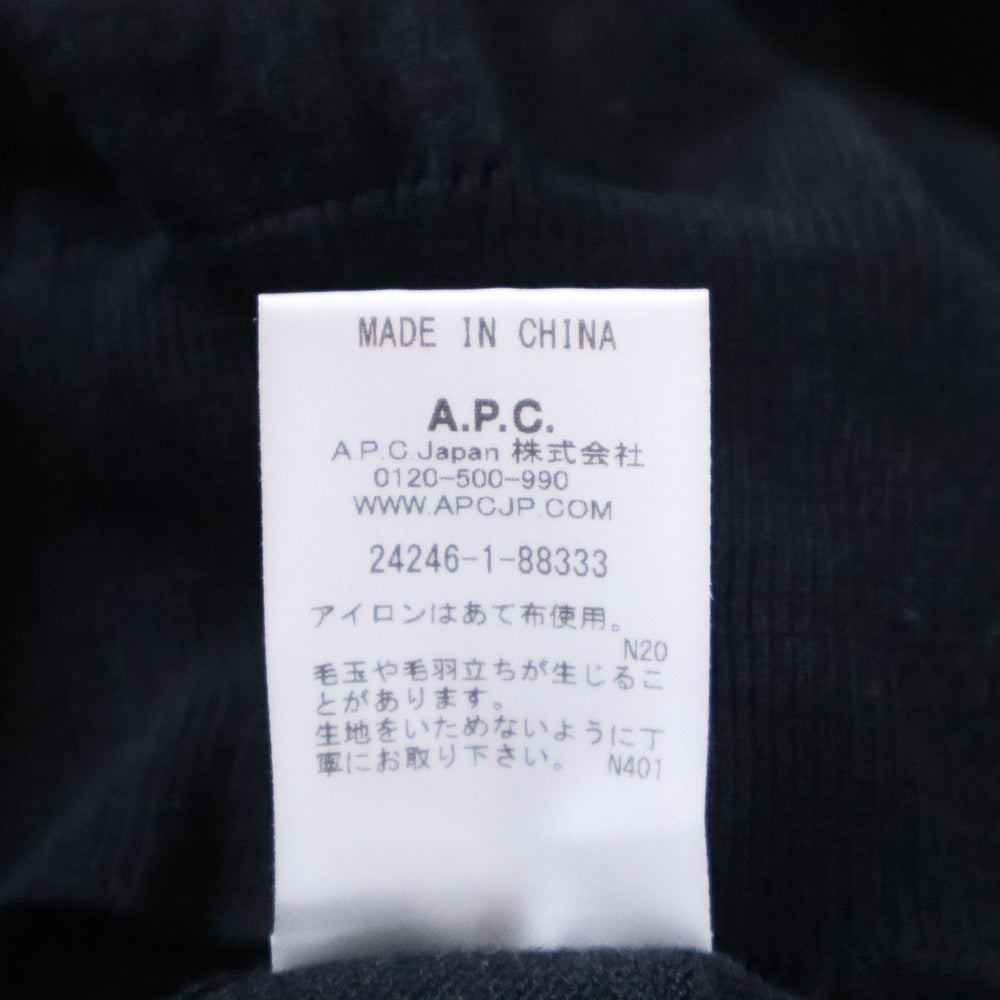 MADE IN CHINA
A.P.C.
A.P.C.Japan 株式会社
0120-500-990
WWW.APCJP.COM
24246-1-88333
アイロンはあて布使用。
N20
毛玉や毛羽立ちが生じるこ
とがあります。
生地をいためないように丁
寧にお取り下さい。 N401